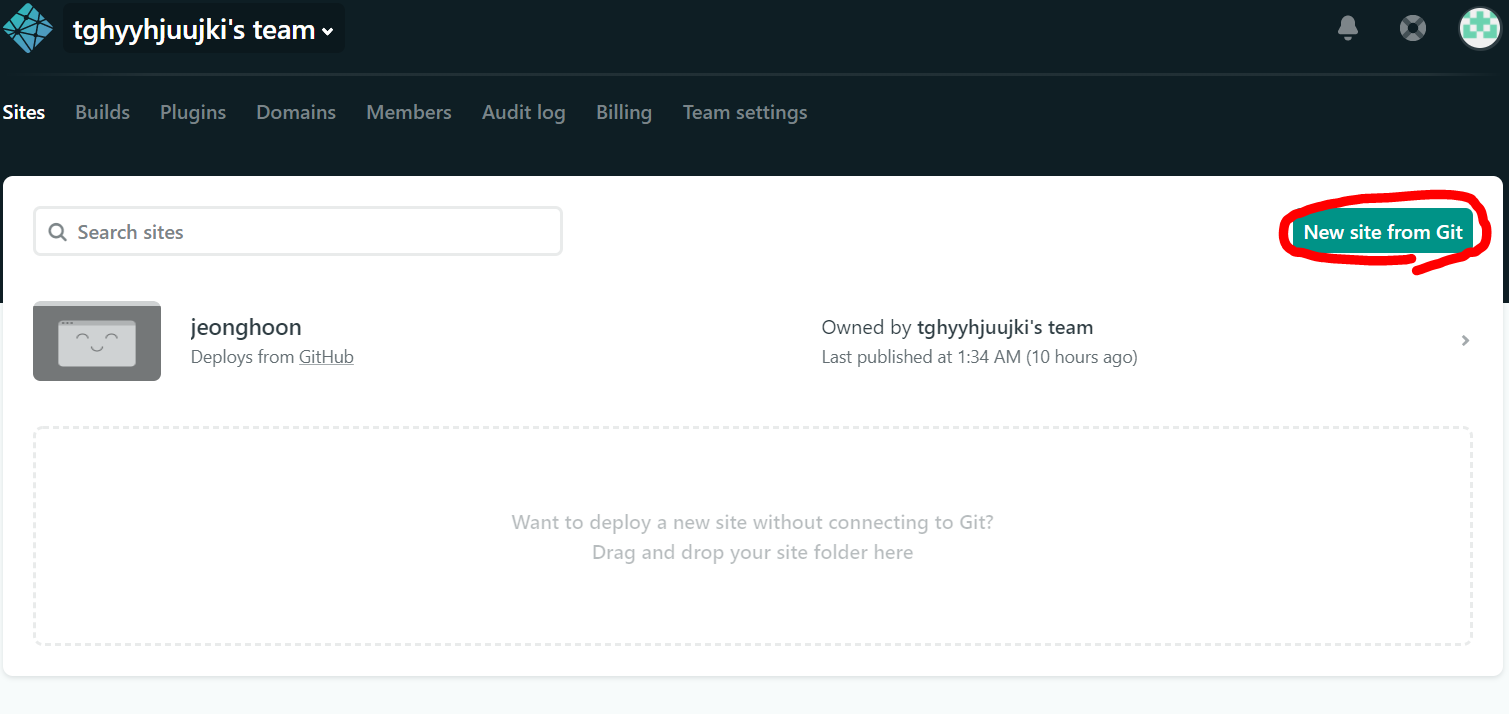 tghyyhjuujki's team
Sites Builds Plugins Domains Members Audit log Billing Team settings
Search sites
New site from Git
jeonghoon
Deploys from GitHub
Owned by tghyyhjuujki's team
Last published at 1:34 AM (10 hours ago)
Want to deploy a new site without connecting to Git?
Drag and drop your site folder here